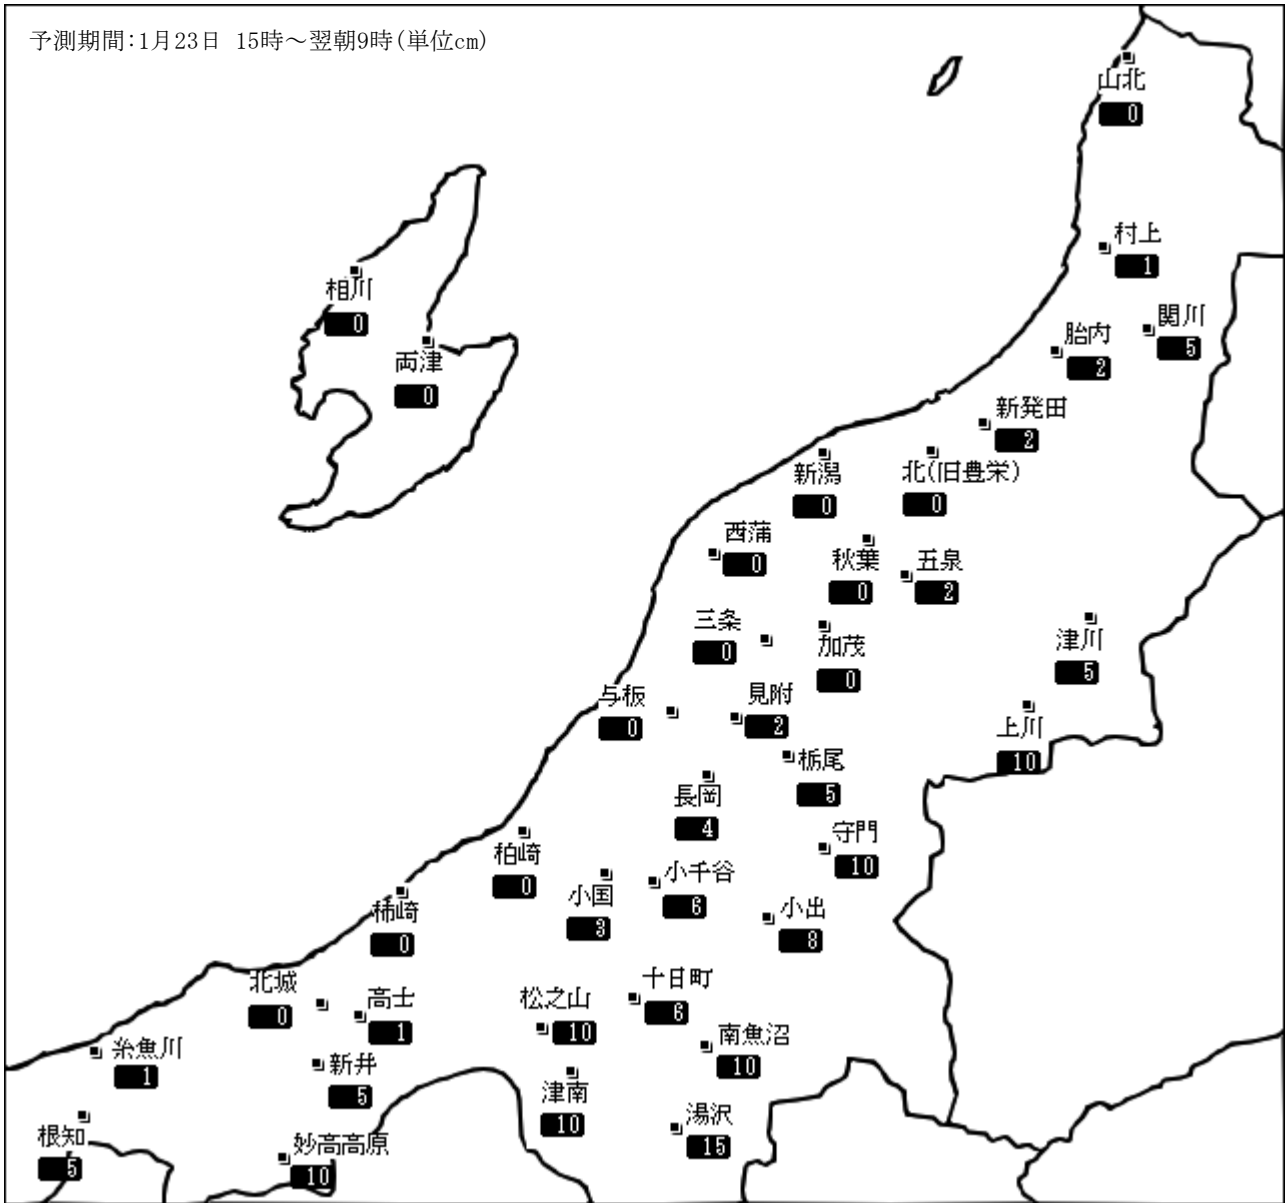 予測期間:1月23日 15時～翌朝9時(単位cm)
山北
0
村上
1
相川
0
関川
5
胎内
2
両津
0
新発田
2
新潟
0
北(旧豊栄)
0
西蒲
0
秋葉
0
五泉
2
三条
0
加茂
0
津川
5
与板
0
見附
2
上川
10
栃尾
5
長岡
4
守門
10
柏崎
0
小千谷
6
小国
3
柿崎
0
小出
8
北城
0
高士
1
松之山
10
十日町
6
南魚沼
10
糸魚川
1
新井
5
津南
10
湯沢
15
根知
5
妙高高原
10